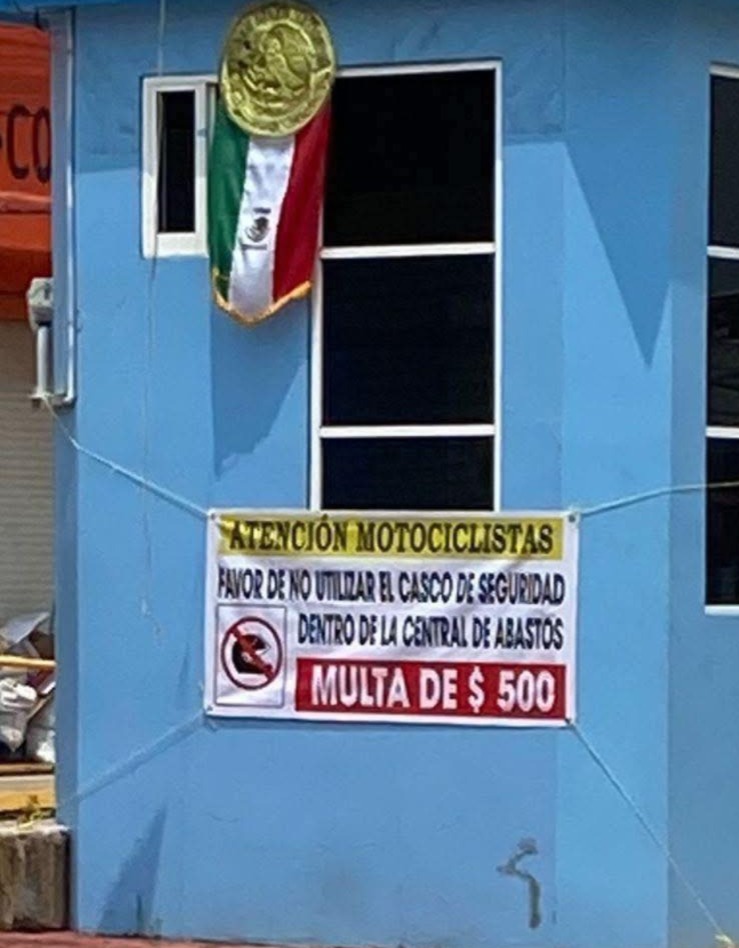 CO
ATENCIÓN MOTOCICLISTAS
FAVOR DE NO UTILIZAR EL CASCO DE SEGURIDAD
DENTRO DE LA CENTRAL DE ABASTOS
MULTA DE $ 500